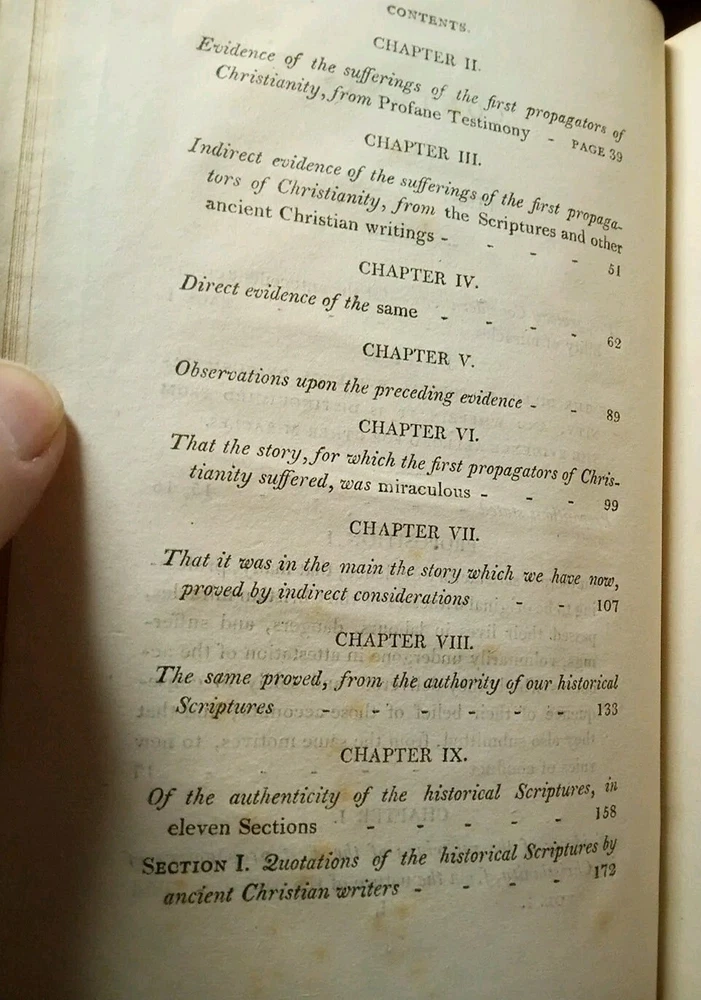 CONTENTS.
CHAPTER II.
Evidence of the sufferings of the first propagators of
Christianity, from Profane Testimony - PAGE 39
CHAPTER III.
Indirect evidence of the sufferings of the first propaga-
tors of Christianity, from the Scriptures and other
ancient Christian writings - - - - 51
CHAPTER IV.
Direct evidence of the same - - - - 62
CHAPTER V.
Observations upon the preceding evidence - - 89
CHAPTER VI.
That the story, for which the first propagators of Chris-
tianity suffered, was miraculous - - - 99
CHAPTER VII.
That it was in the main the story which we have now,
proved by indirect considerations - - 107
CHAPTER VIII.
The same proved, from the authority of our historical
Scriptures - - - - - - 133
CHAPTER IX.
Of the authenticity of the historical Scriptures, in
eleven Sections - - - - - 158
SECTION I. Quotations of the historical Scriptures by
ancient Christian writers - - - - 172